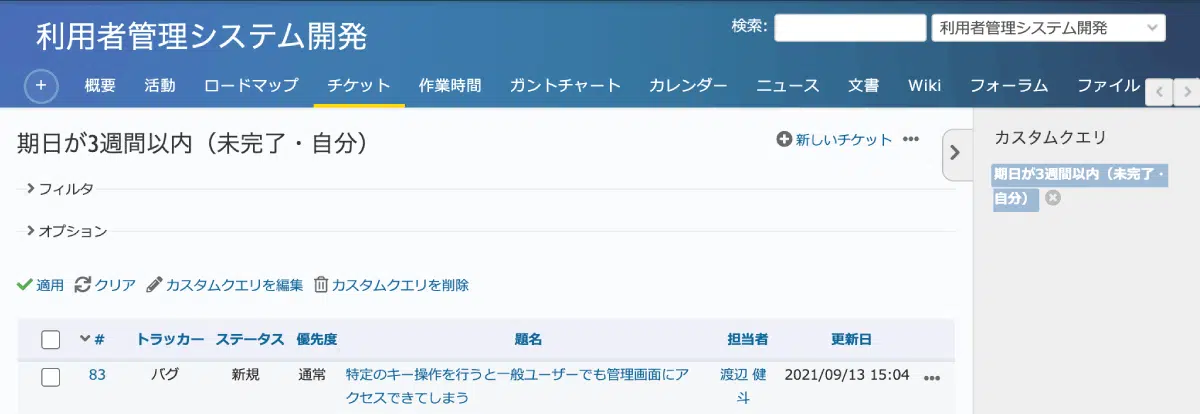 利用者管理システム開発
検索:
利用者管理システム開発
+ 概要 活動 ロードマップ チケット 作業時間 ガントチャート カレンダー ニュース 文書 Wiki フォーラム ファイル
期日が3週間以内（未完了・自分）
新しいチケット •••
フィルタ
オプション
適用 クリア カスタムクエリを編集 カスタムクエリを削除
# トラッカー ステータス 優先度 題名 担当者 更新日
83 バグ 新規 通常 特定のキー操作を行うと一般ユーザーでも管理画面にア 渡辺 健 2021/09/13 15:04 •••
クセスできてしまう 斗
カスタムクエリ
期日が3週間以内（未完了・
自分）